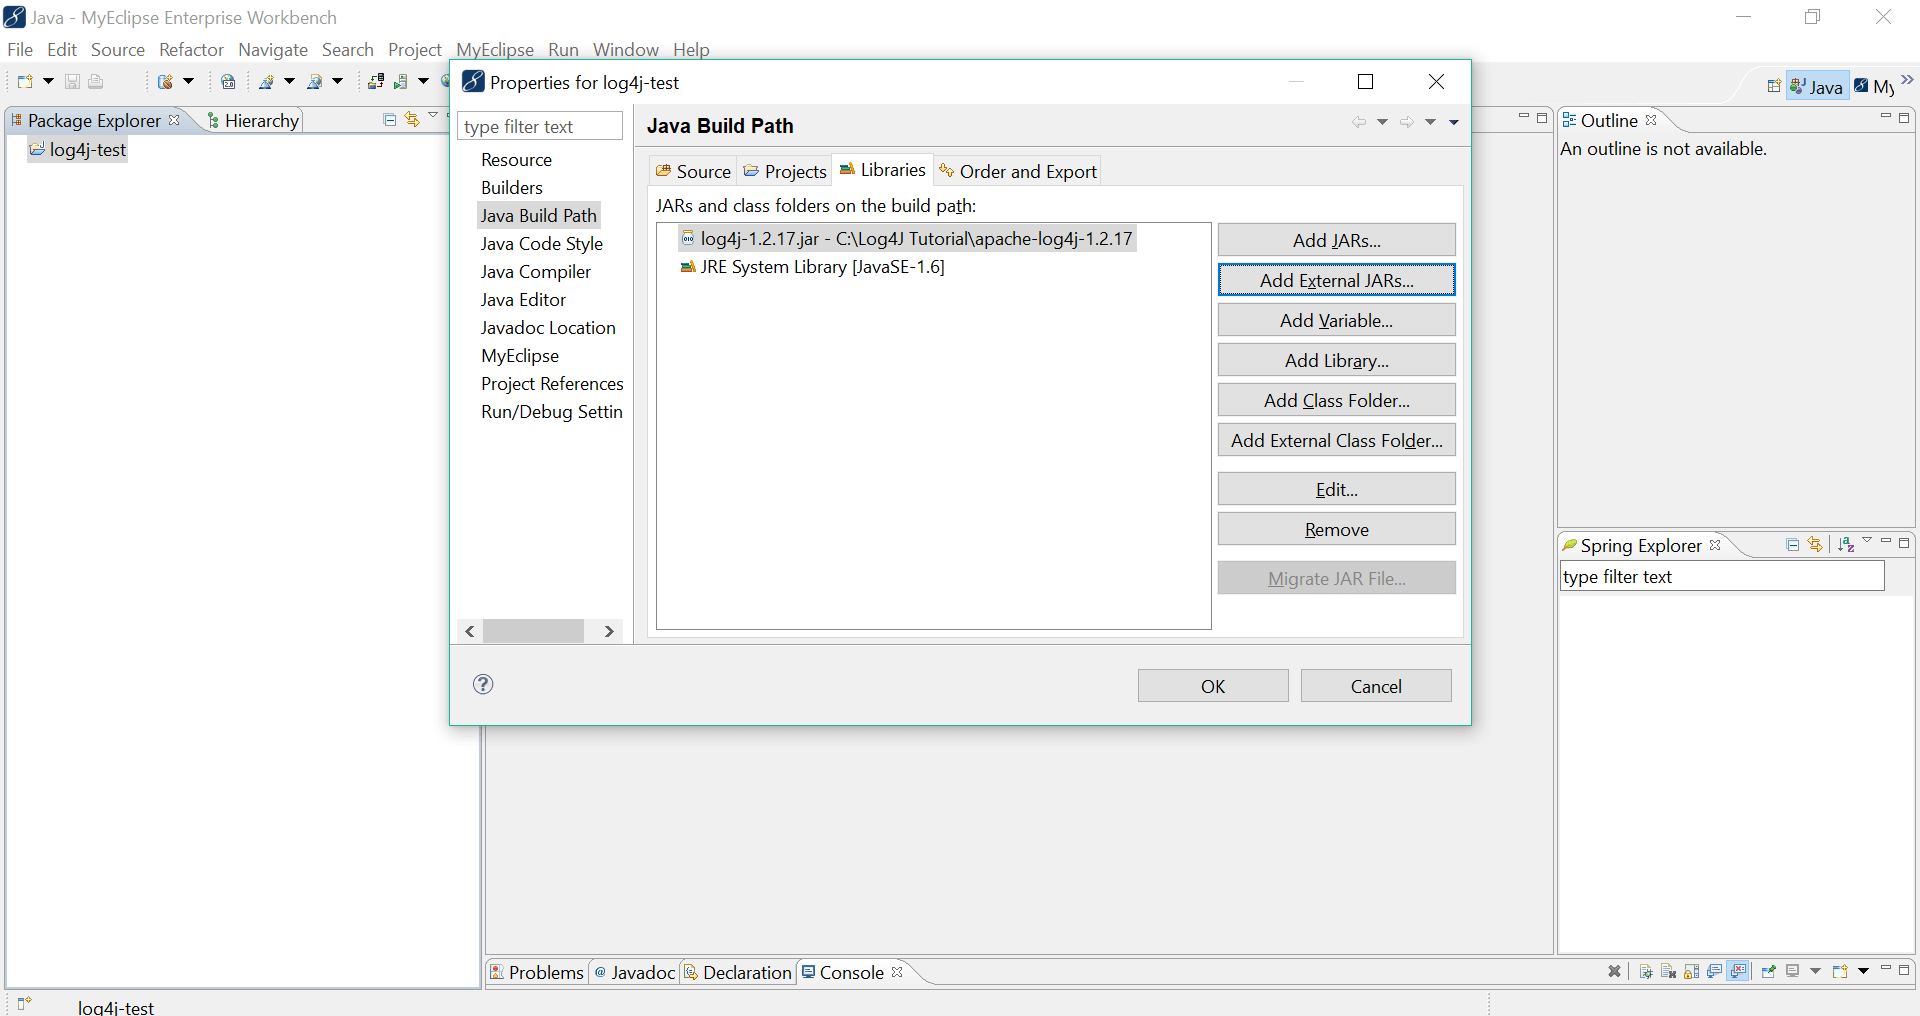 Java - MyEclipse Enterprise Workbench
File Edit Source Refactor Navigate Search Project MyEclipse Run Window Help
Java My
Package Explorer Hierarchy
log4j-test
Properties for log4j-test
type filter text
Resource
Builders
Java Build Path
Java Code Style
Java Compiler
Java Editor
Javadoc Location
MyEclipse
Project References
Run/Debug Settin
Java Build Path
Source Projects Libraries Order and Export
JARs and class folders on the build path:
log4j-1.2.17.jar - C:\Log4J Tutorial\apache-log4j-1.2.17
JRE System Library [JavaSE-1.6]
Add JARs...
Add External JARs...
Add Variable...
Add Library...
Add Class Folder...
Add External Class Folder...
Edit...
Remove
Migrate JAR File...
OK Cancel
Outline
An outline is not available.
Spring Explorer
type filter text
Problems Javadoc Declaration Console
log4j-test